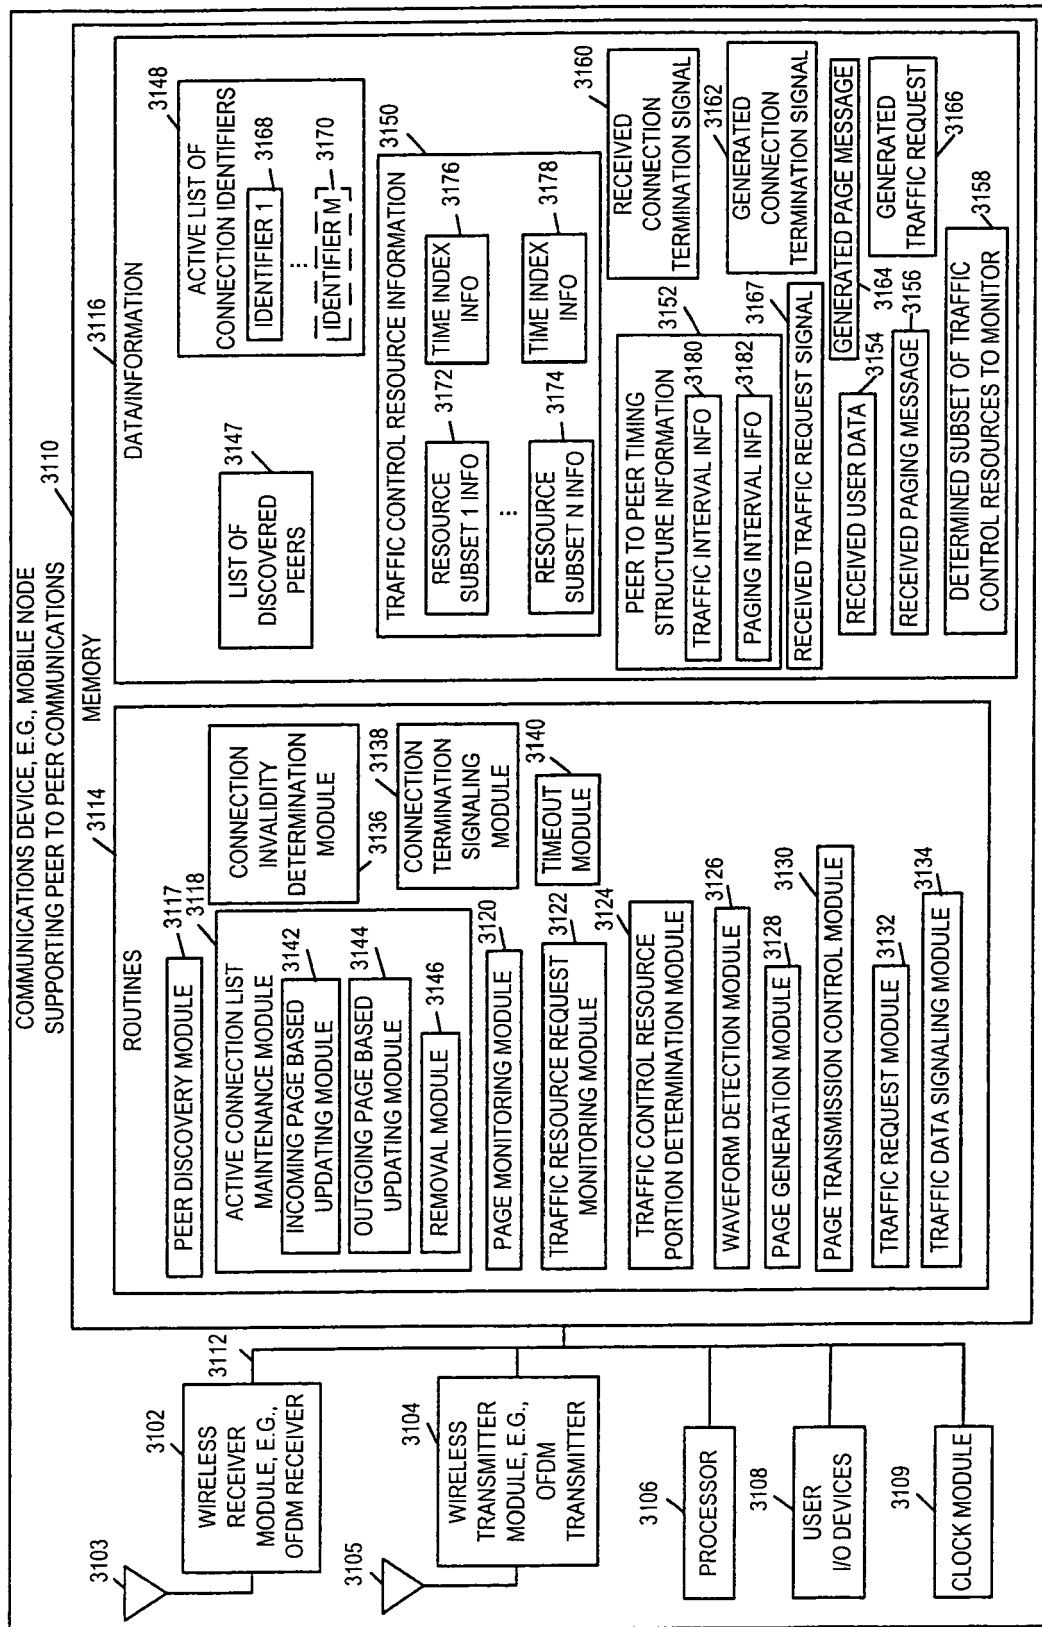 COMMUNICATIONS DEVICE, E.G., MOBILE NODE
SUPPORTING PEER TO PEER COMMUNICATIONS
3110
MEMORY
3103
3102
WIRELESS
RECEIVER
MODULE, E.G.,
OFDM RECEIVER
3112
3105
3104
WIRELESS
TRANSMITTER
MODULE, E.G.,
OFDM
TRANSMITTER
3106
PROCESSOR
3108
USER
I/O DEVICES
3109
CLOCK MODULE
3114
ROUTINES
PEER DISCOVERY MODULE
3117
3118
ACTIVE CONNECTION LIST
MAINTENANCE MODULE
3142
INCOMING PAGE BASED
UPDATING MODULE
3144
OUTGOING PAGE BASED
UPDATING MODULE
3146
REMOVAL MODULE
3120
PAGE MONITORING MODULE
3122
TRAFFIC RESOURCE REQUEST
MONITORING MODULE
3124
TRAFFIC CONTROL RESOURCE
PORTION DETERMINATION MODULE
3126
WAVEFORM DETECTION MODULE
3128
PAGE GENERATION MODULE
3130
PAGE TRANSMISSION CONTROL MODULE
3132
TRAFFIC REQUEST MODULE
3134
TRAFFIC DATA SIGNALING MODULE
CONNECTION
INVALIDITY
DETERMINATION
MODULE
3136
3138
CONNECTION
TERMINATION
SIGNALING
MODULE
3140
TIMEOUT
MODULE
3116
DATA/INFORMATION
3147
LIST OF
DISCOVERED
PEERS
3148
ACTIVE LIST OF
CONNECTION IDENTIFIERS
3168
IDENTIFIER 1
...
3170
IDENTIFIER M
3150
TRAFFIC CONTROL RESOURCE INFORMATION
3172
RESOURCE
SUBSET 1 INFO
3176
TIME INDEX
INFO
...
3174
RESOURCE
SUBSET N INFO
3178
TIME INDEX
INFO
3152
PEER TO PEER TIMING
STRUCTURE INFORMATION
3180
TRAFFIC INTERVAL INFO
3182
PAGING INTERVAL INFO
3167
RECEIVED TRAFFIC REQUEST SIGNAL
3154
RECEIVED USER DATA
3156
RECEIVED PAGING MESSAGE
3158
DETERMINED SUBSET OF TRAFFIC
CONTROL RESOURCES TO MONITOR
3160
RECEIVED
CONNECTION
TERMINATION SIGNAL
3162
GENERATED
CONNECTION
TERMINATION SIGNAL
3164
GENERATED PAGE MESSAGE
3166
GENERATED
TRAFFIC REQUEST